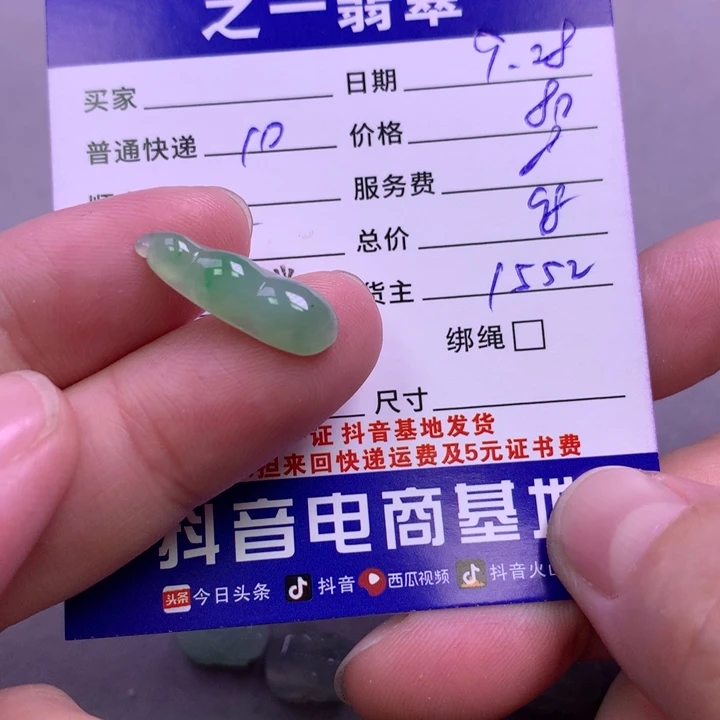 之一翡翠
买家 日期 9.28
普通快递 10 价格 80
服务费 8
总价 98
货主 1552
绑绳
尺寸
证 抖音基地发货
担来回快递运费及5元证书费
抖音电商基地
头条 今日头条 抖音 西瓜视频 抖音火山